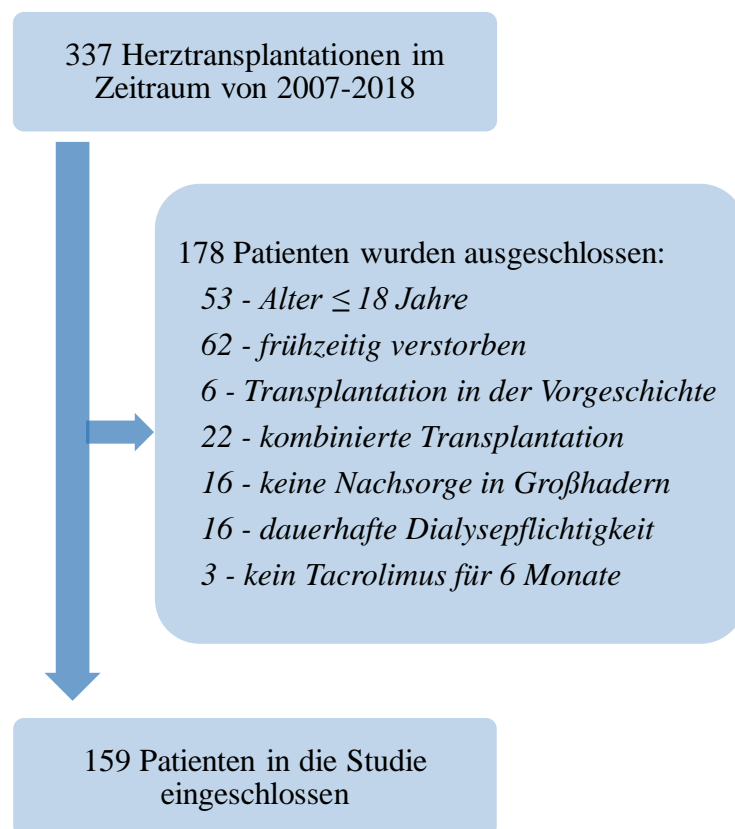 337 Herztransplantationen im
Zeitraum von 2007-2018
178 Patienten wurden ausgeschlossen:
53 - Alter ≤ 18 Jahre
62 - frühzeitig verstorben
6 - Transplantation in der Vorgeschichte
22 - kombinierte Transplantation
16 - keine Nachsorge in Großhadern
16 - dauerhafte Dialysepflichtigkeit
3 - kein Tacrolimus für 6 Monate
159 Patienten in die Studie
eingeschlossen